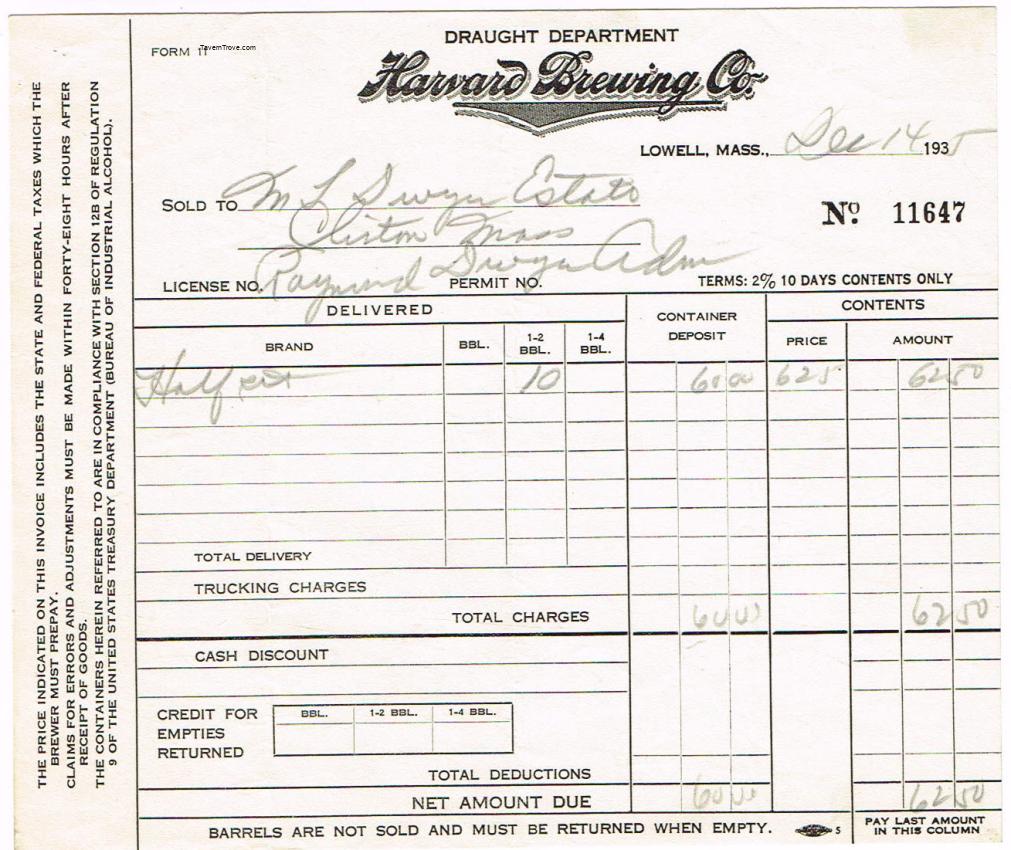 TavernTrove.com
FORM 11
DRAUGHT DEPARTMENT
Harvard Brewing Co.
LOWELL, MASS., Dec 14 1935
SOLD TO M L Dwyer Estate
Clinton Mass
Nº. 11647
Raymond Dwyer Adm
LICENSE NO. PERMIT NO. TERMS: 2% 10 DAYS CONTENTS ONLY
DELIVERED CONTAINER DEPOSIT CONTENTS
BRAND BBL. 1-2 BBL. 1-4 BBL. PRICE AMOUNT
Half 10 60 00 625 62 50
TOTAL DELIVERY
TRUCKING CHARGES
TOTAL CHARGES 60 00 62 50
CASH DISCOUNT
CREDIT FOR EMPTIES RETURNED BBL. 1-2 BBL. 1-4 BBL.
TOTAL DEDUCTIONS
NET AMOUNT DUE 60 00 62 50
BARRELS ARE NOT SOLD AND MUST BE RETURNED WHEN EMPTY. 5 PAY LAST AMOUNT IN THIS COLUMN
THE PRICE INDICATED ON THIS INVOICE INCLUDES THE STATE AND FEDERAL TAXES WHICH THE
BREWER MUST PREPAY.
CLAIMS FOR ERRORS AND ADJUSTMENTS MUST BE MADE WITHIN FORTY-EIGHT HOURS AFTER
RECEIPT OF GOODS.
THE CONTAINERS HEREIN REFERRED TO ARE IN COMPLIANCE WITH SECTION 12B OF REGULATION
9 OF THE UNITED STATES TREASURY DEPARTMENT (BUREAU OF INDUSTRIAL ALCOHOL).